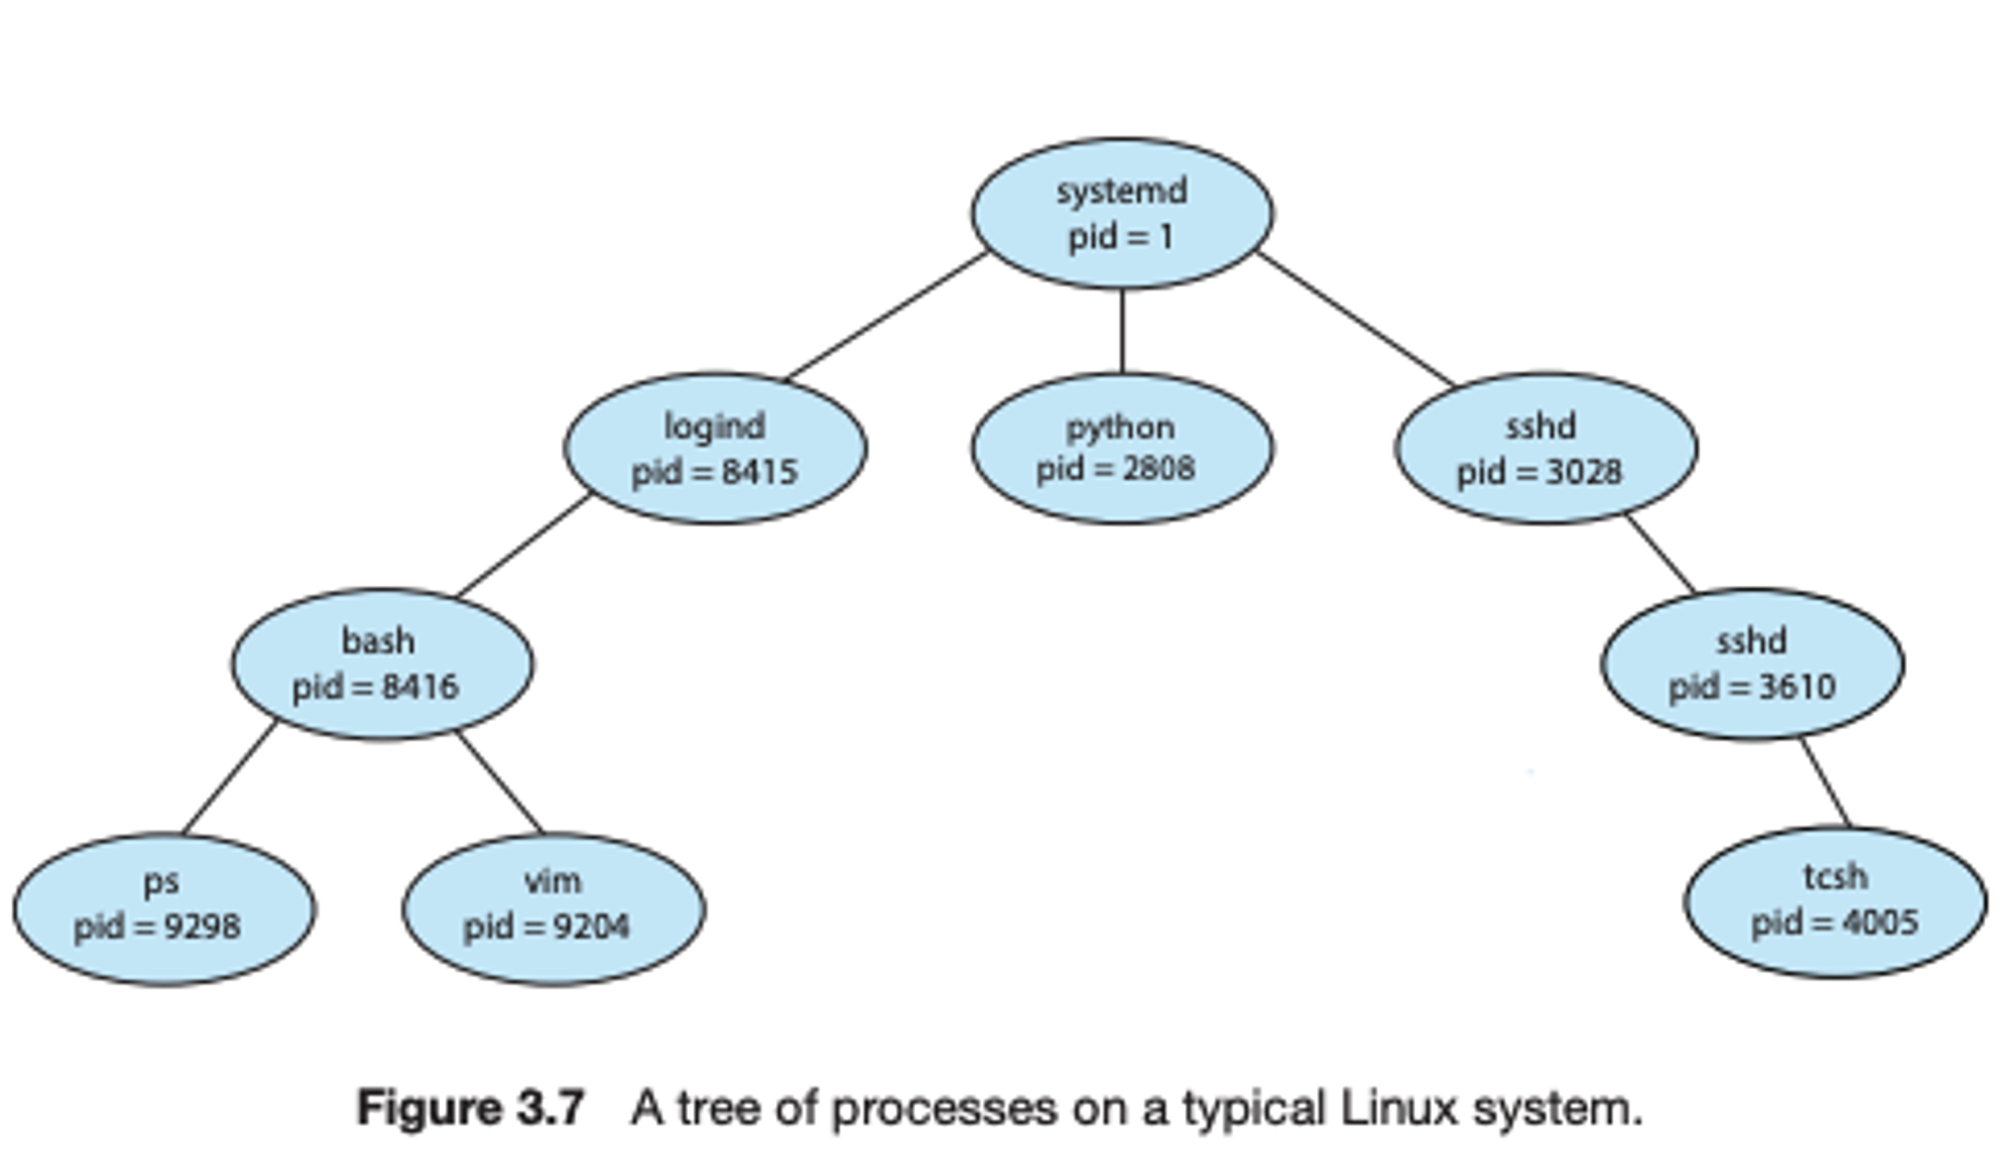 systemd
pid = 1
logind
pid = 8415
python
pid = 2808
sshd
pid = 3028
bash
pid = 8416
sshd
pid = 3610
ps
pid = 9298
vim
pid = 9204
tcsh
pid = 4005
Figure 3.7 A tree of processes on a typical Linux system.